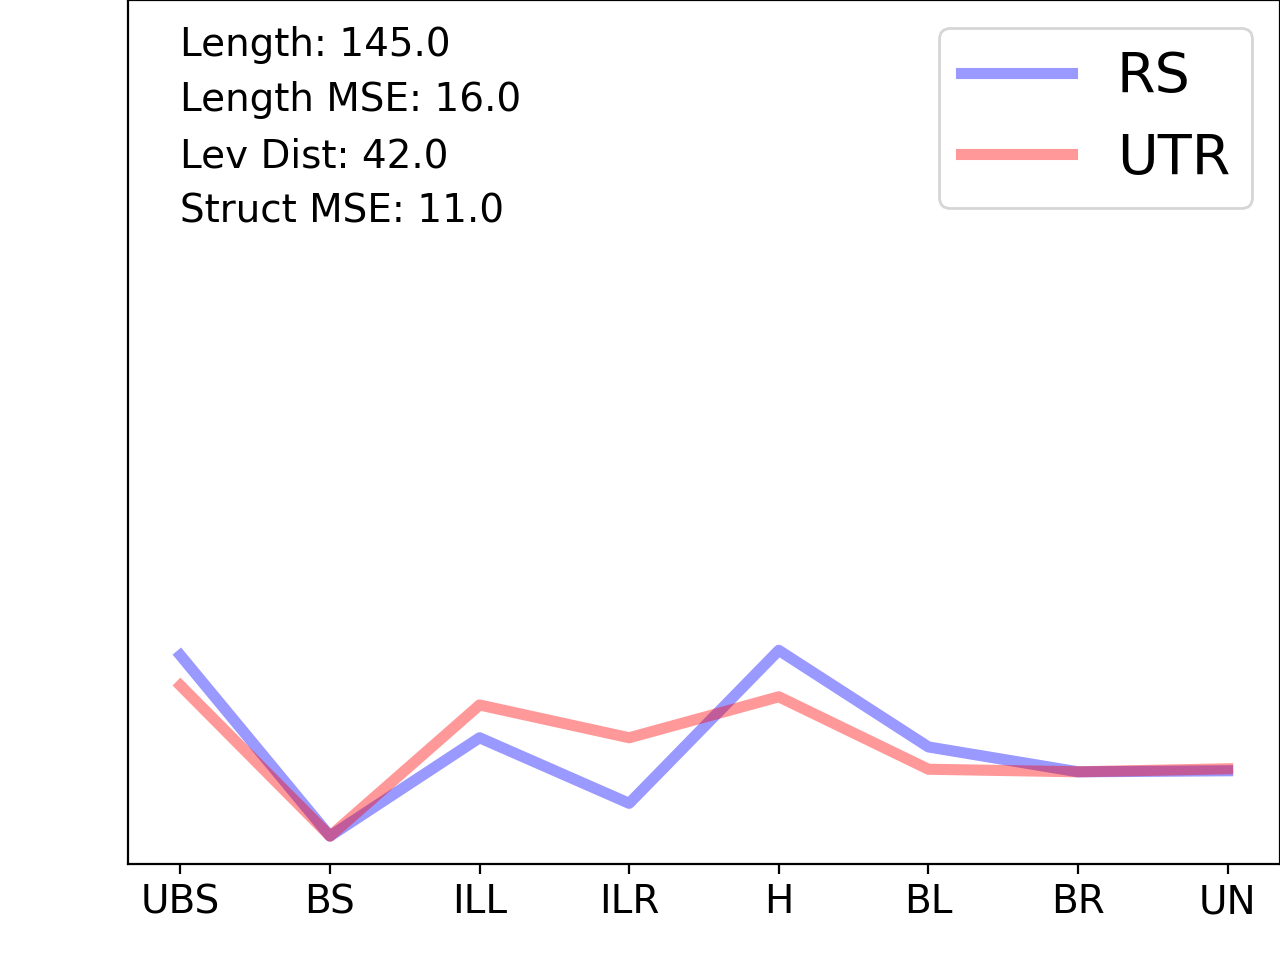 Length: 145.0
Length MSE: 16.0
Lev Dist: 42.0
Struct MSE: 11.0
RS
UTR
UBS BS ILL ILR H BL BR UN